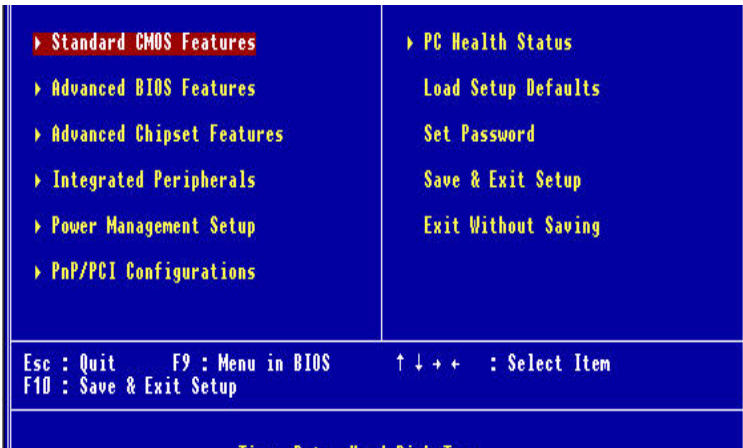 ▸ Standard CMOS Features
▸ Advanced BIOS Features
▸ Advanced Chipset Features
▸ Integrated Peripherals
▸ Power Management Setup
▸ PnP/PCI Configurations
▸ PC Health Status
Load Setup Defaults
Set Password
Save & Exit Setup
Exit Without Saving
Esc : Quit F9 : Menu in BIOS ↑ ↓ → ← : Select Item
F10 : Save & Exit Setup